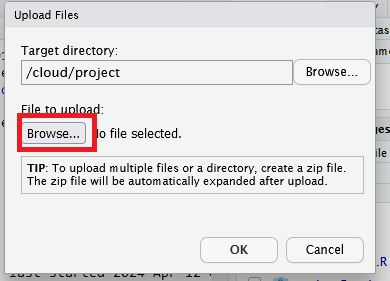 Upload Files
Target directory:
/cloud/project
Browse...
File to upload:
Browse... No file selected.
TIP: To upload multiple files or a directory, create a zip file.
The zip file will be automatically expanded after upload.
OK Cancel
last started 2024 Apr 12
.R